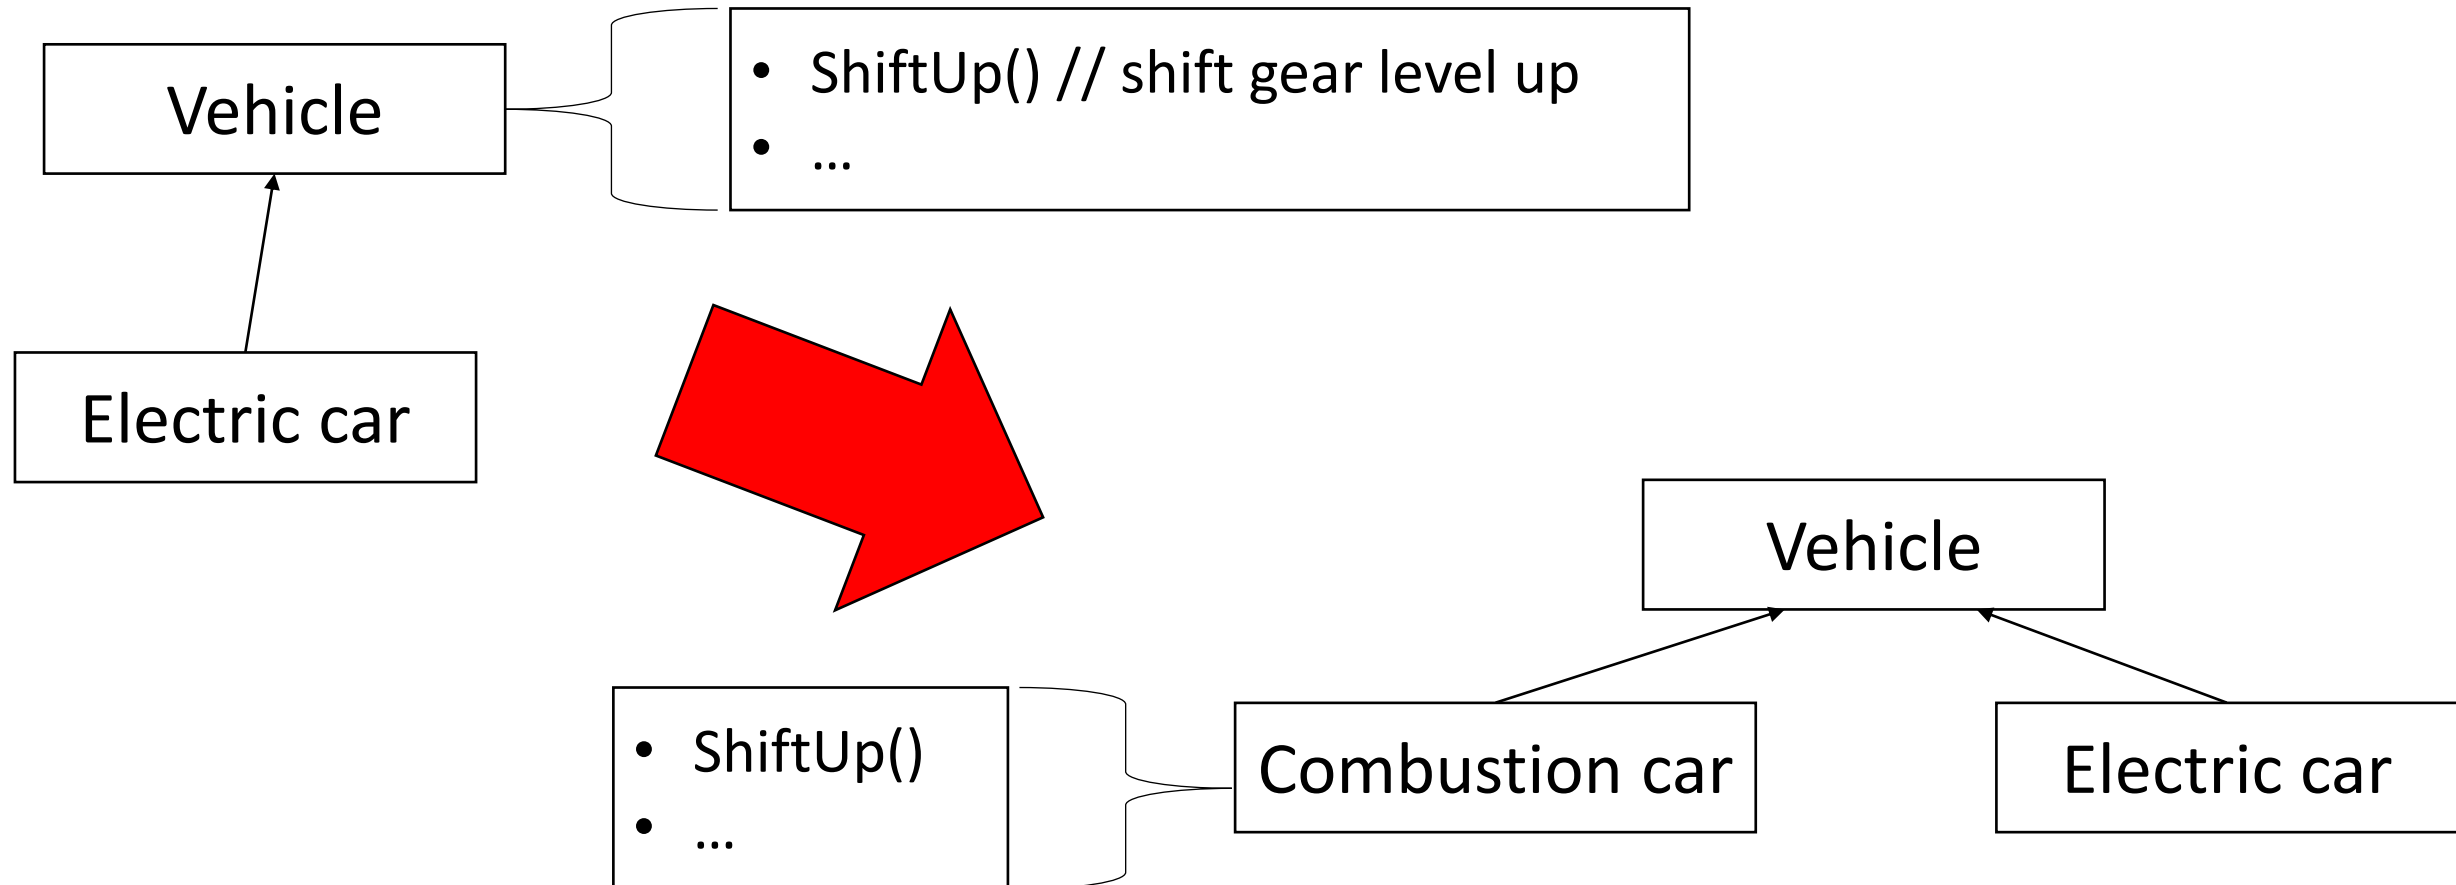 Vehicle
• ShiftUp() // shift gear level up
• …
Electric car
Vehicle
• ShiftUp()
• …
Combustion car
Electric car